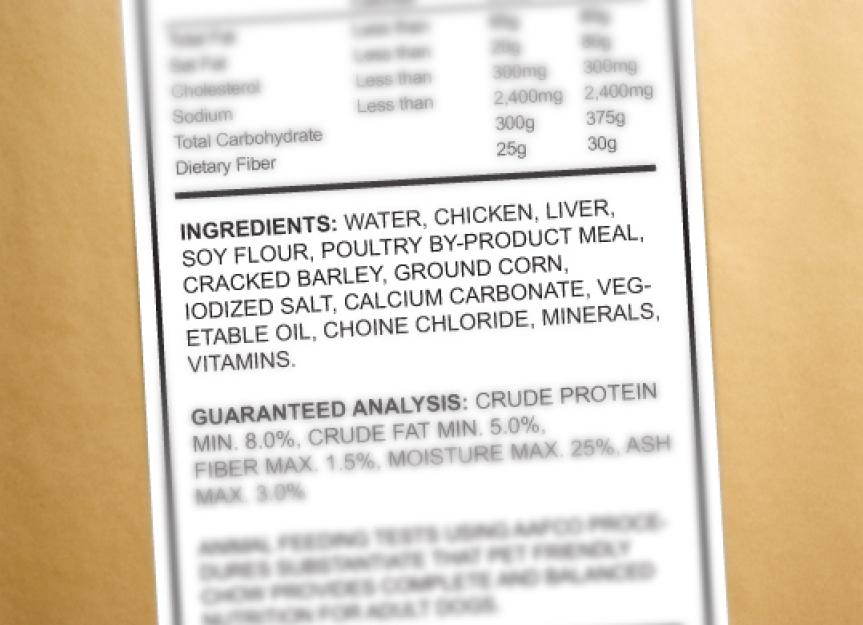 Total Fat Less than 80g
Sat Fat Less than 20g 80g
Cholesterol Less than 300mg 300mg
Sodium Less than 2,400mg 2,400mg
Total Carbohydrate 300g 375g
Dietary Fiber 25g 30g
INGREDIENTS: WATER, CHICKEN, LIVER,
SOY FLOUR, POULTRY BY-PRODUCT MEAL,
CRACKED BARLEY, GROUND CORN,
IODIZED SALT, CALCIUM CARBONATE, VEG-
ETABLE OIL, CHOINE CHLORIDE, MINERALS,
VITAMINS.
GUARANTEED ANALYSIS: CRUDE PROTEIN
MIN. 8.0%, CRUDE FAT MIN. 5.0%,
FIBER MAX. 1.5%, MOISTURE MAX. 25%, ASH
MAX. 3.0%
ANIMAL FEEDING TESTS USING AAFCO PROCE-
DURES SUBSTANTIATE THAT PET FRIENDLY
CHOW PROVIDES COMPLETE AND BALANCED
NUTRITION FOR ADULT DOGS.